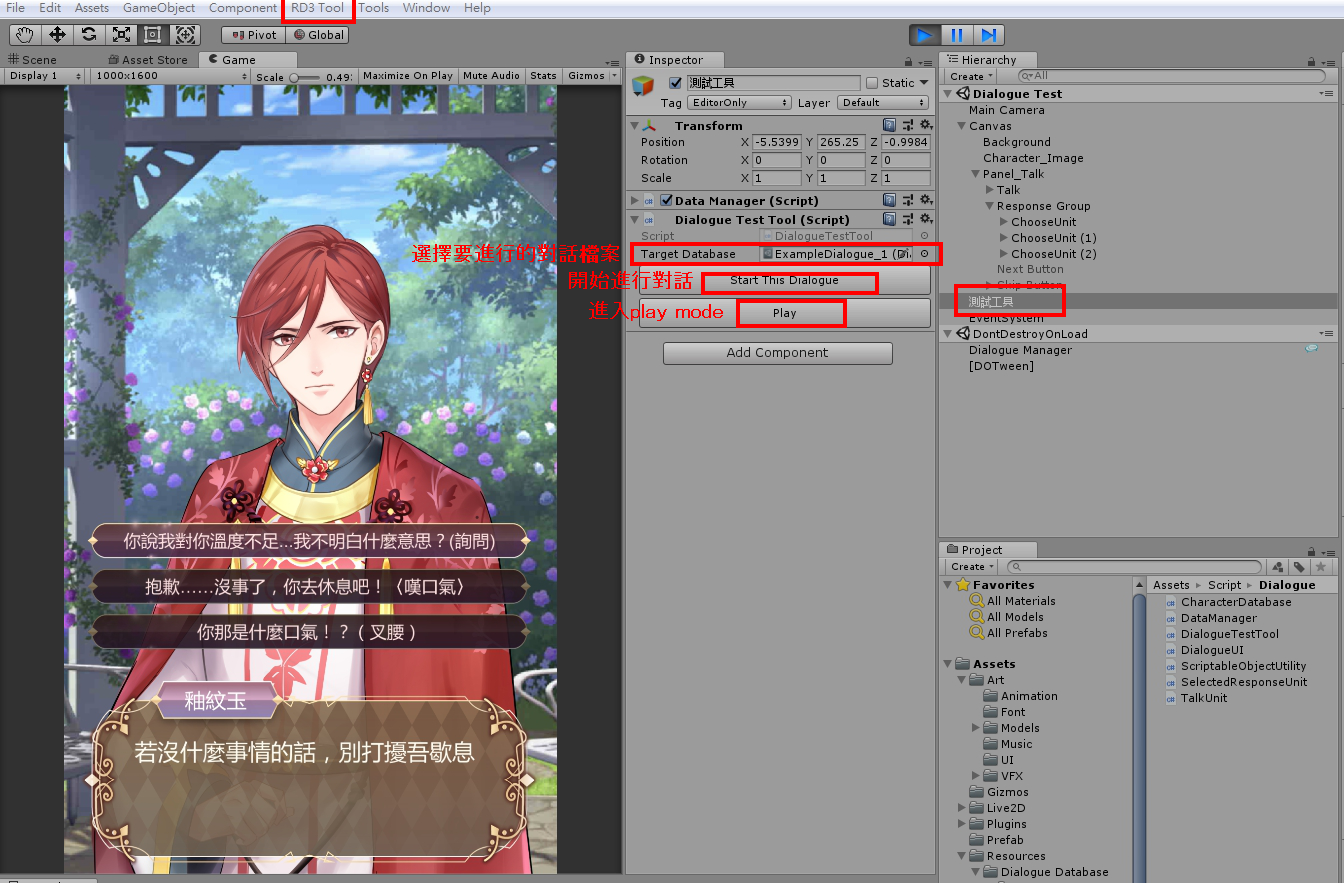 File Edit Assets GameObject Component RD3 Tool Tools Window Help
Pivot Global
Scene Asset Store Game
Display 1 1000x1600 Scale 0.49 Maximize On Play Mute Audio Stats Gizmos
你說我對你溫度不足...我不明白什麼意思？(詢問)
抱歉……沒事了，你去休息吧！〈嘆口氣〉
你那是什麼口氣！？(叉腰)
釉紋玉
若沒什麼事情的話，別打擾吾歇息
Inspector
測試工具 Static
Tag EditorOnly Layer Default
Transform
Position X -5.5399 Y 265.25 Z -0.9984
Rotation X 0 Y 0 Z 0
Scale X 1 Y 1 Z 1
Data Manager (Script)
Dialogue Test Tool (Script)
Script DialogueTestTool
選擇要進行的對話檔案 Target Database ExampleDialogue_1 (Di
開始進行對話 Start This Dialogue
進入play mode Play
Add Component
Hierarchy
Create All
Dialogue Test
Main Camera
Canvas
Background
Character_Image
Panel_Talk
Talk
Response Group
ChooseUnit
ChooseUnit (1)
ChooseUnit (2)
Next Button
Skip Button
測試工具
EventSystem
DontDestroyOnLoad
Dialogue Manager
[DOTween]
Project
Create
Favorites
All Materials
All Models
All Prefabs
Assets
Art
Animation
Font
Models
Music
UI
VFX
Gizmos
Live2D
Plugins
Prefab
Resources
Dialogue Database
Assets Script Dialogue
CharacterDatabase
DataManager
DialogueTestTool
DialogueUI
ScriptableObjectUtility
SelectedResponseUnit
TalkUnit